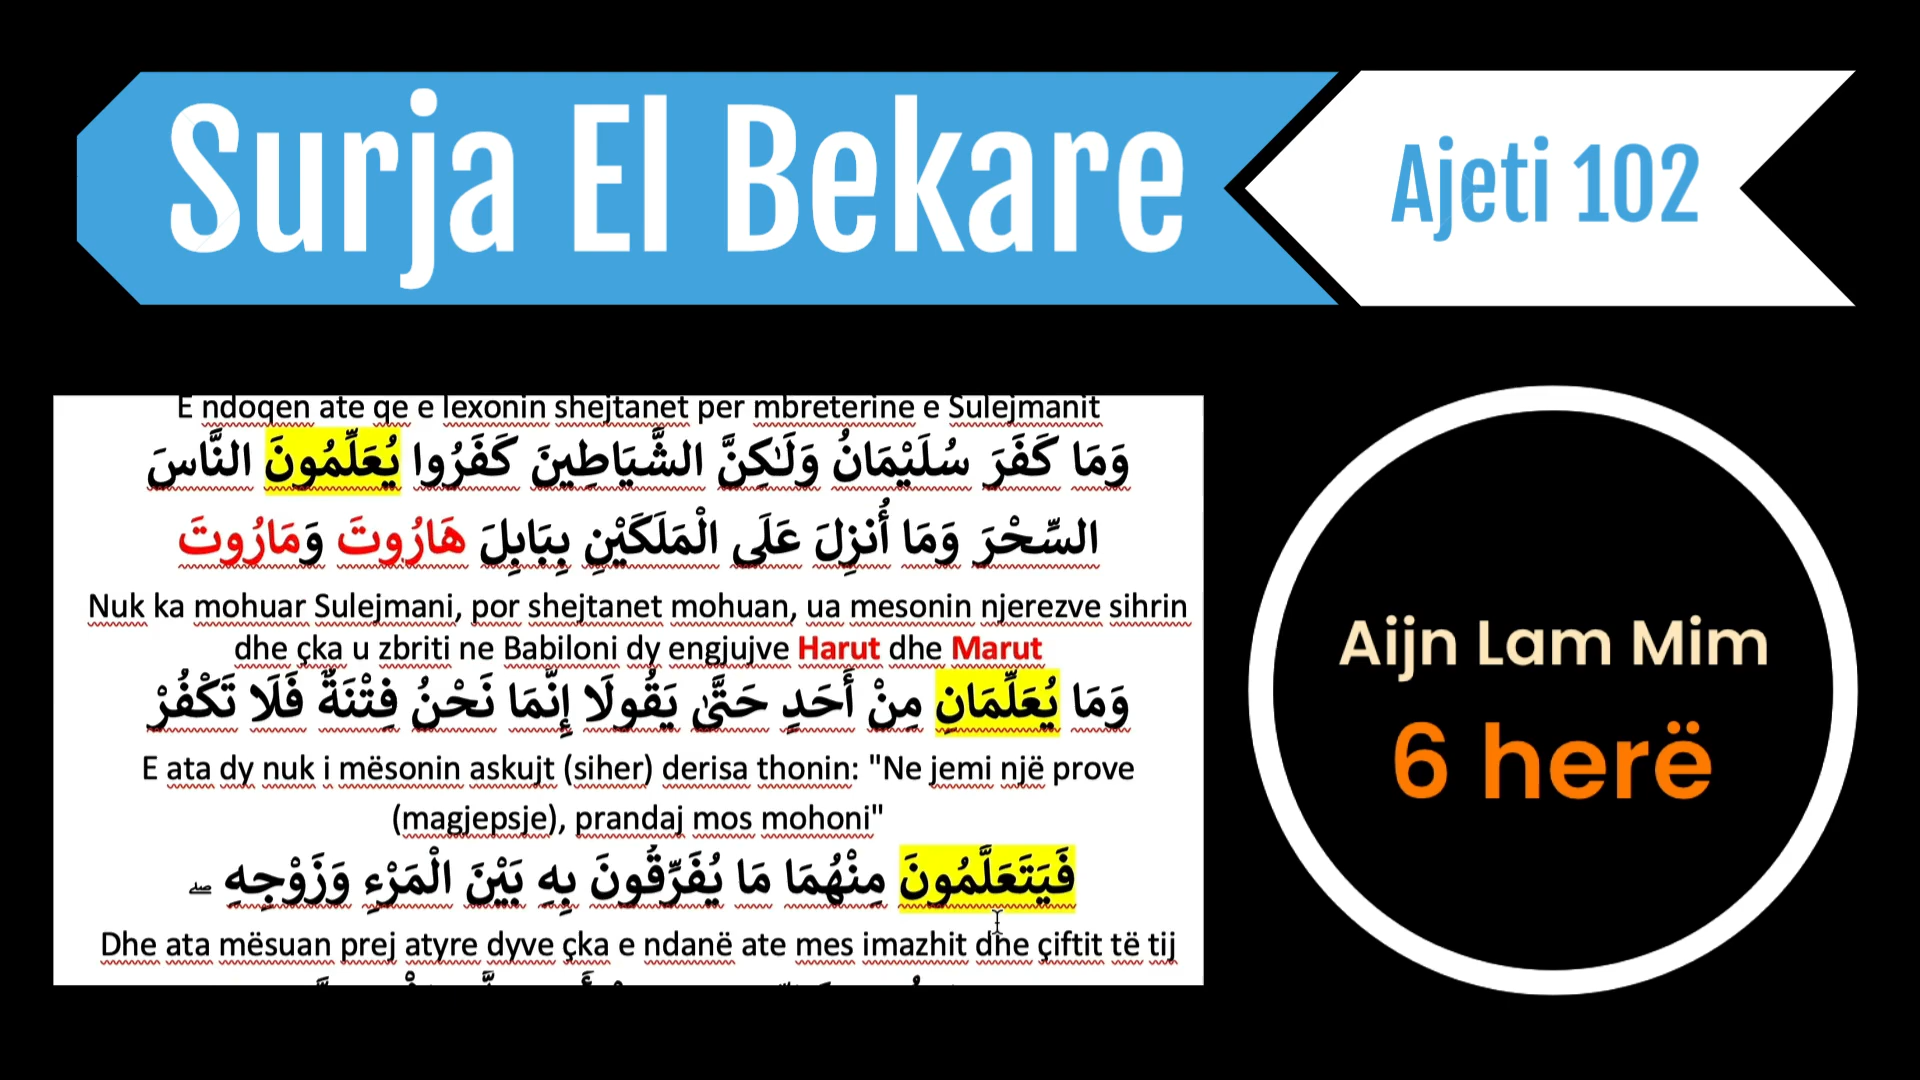 Surja El Bekare
Ajeti 102
E ndoqen ate qe e lexonin shejtanet per mbreterine e Sulejmanit
وَمَا كَفَرَ سُلَيْمَانُ وَلَٰكِنَّ الشَّيَاطِينَ كَفَرُوا يُعَلِّمُونَ النَّاسَ
السِّحْرَ وَمَا أُنزِلَ عَلَى الْمَلَكَيْنِ بِبَابِلَ هَارُوتَ وَمَارُوتَ
Nuk ka mohuar Sulejmani, por shejtanet mohuan, ua mesonin njerezve sihrin
dhe çka u zbriti ne Babiloni dy engjujve Harut dhe Marut
وَمَا يُعَلِّمَانِ مِنْ أَحَدٍ حَتَّىٰ يَقُولَا إِنَّمَا نَحْنُ فِتْنَةٌ فَلَا تَكْفُرْ
E ata dy nuk i mësonin askujt (siher) derisa thonin: "Ne jemi një prove
(magjepsje), prandaj mos mohoni"
فَيَتَعَلَّمُونَ مِنْهُمَا مَا يُفَرِّقُونَ بِهِ بَيْنَ الْمَرْءِ وَزَوْجِهِ ۖ
Dhe ata mësuan prej atyre dyve çka e ndanë ate mes imazhit dhe çiftit të tij
Aijn Lam Mim
6 herë